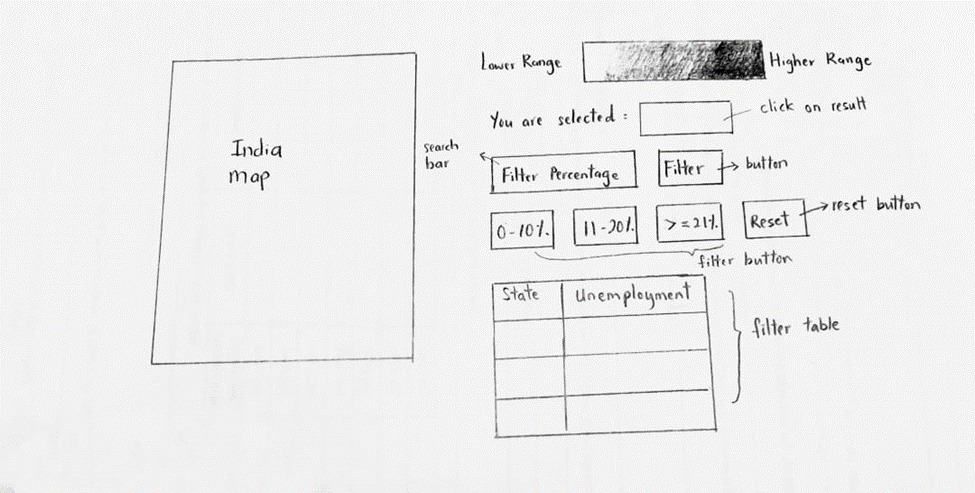 Lower Range
Higher Range
You are selected :
click on result
India
map
search
bar
Filter Percentage
Filter
button
0-10%
11-20%
>=21%
Reset
reset button
filter button
State
Unemployment
filter table